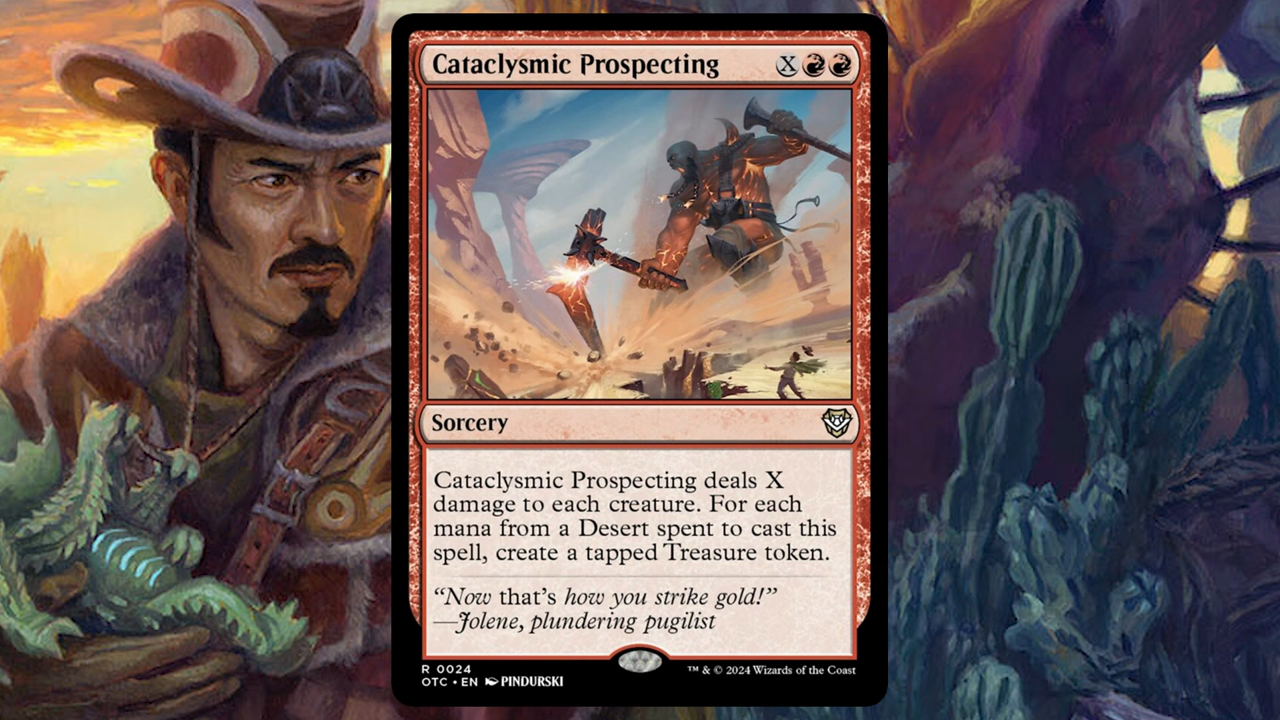 Cataclysmic Prospecting X
Sorcery
Cataclysmic Prospecting deals X
damage to each creature. For each
mana from a Desert spent to cast this
spell, create a tapped Treasure token.
“Now that’s how you strike gold!”
—Jolene, plundering pugilist
R 0024 ™ & © 2024 Wizards of the Coast
OTC • EN PINDURSKI